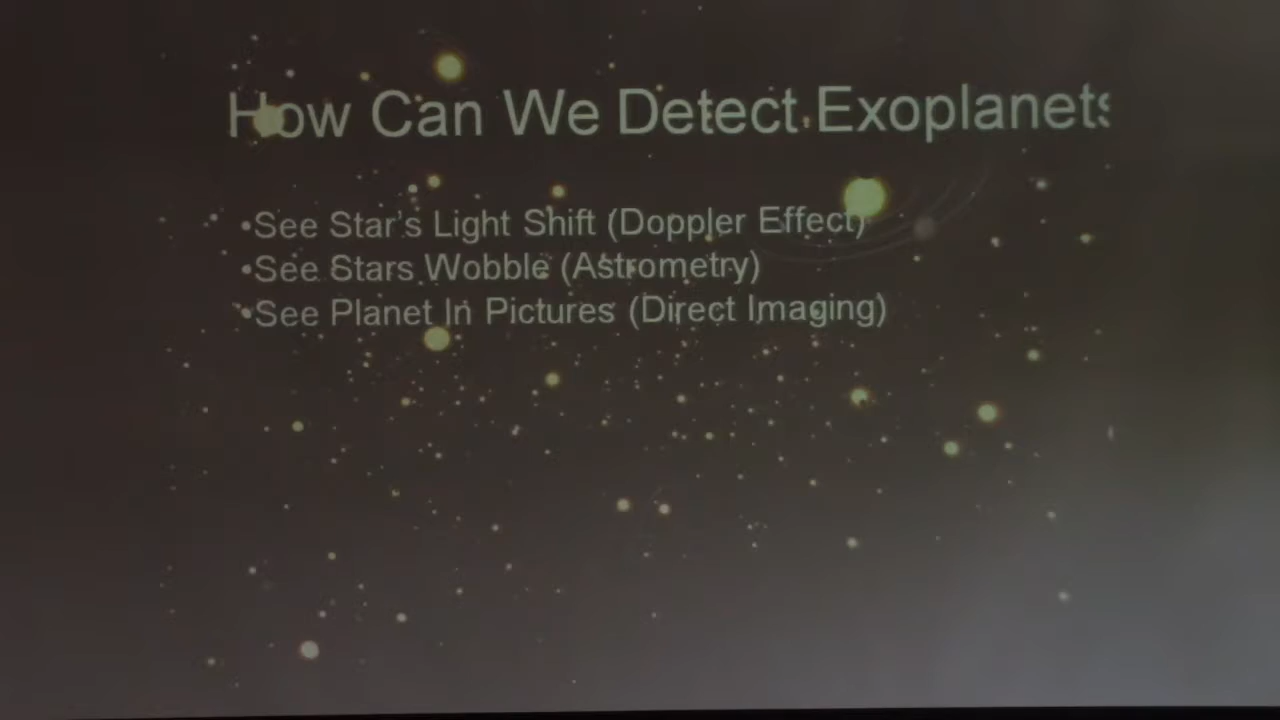 How Can We Detect Exoplanets
•See Star's Light Shift (Doppler Effect)
•See Stars Wobble (Astrometry)
•See Planet In Pictures (Direct Imaging)